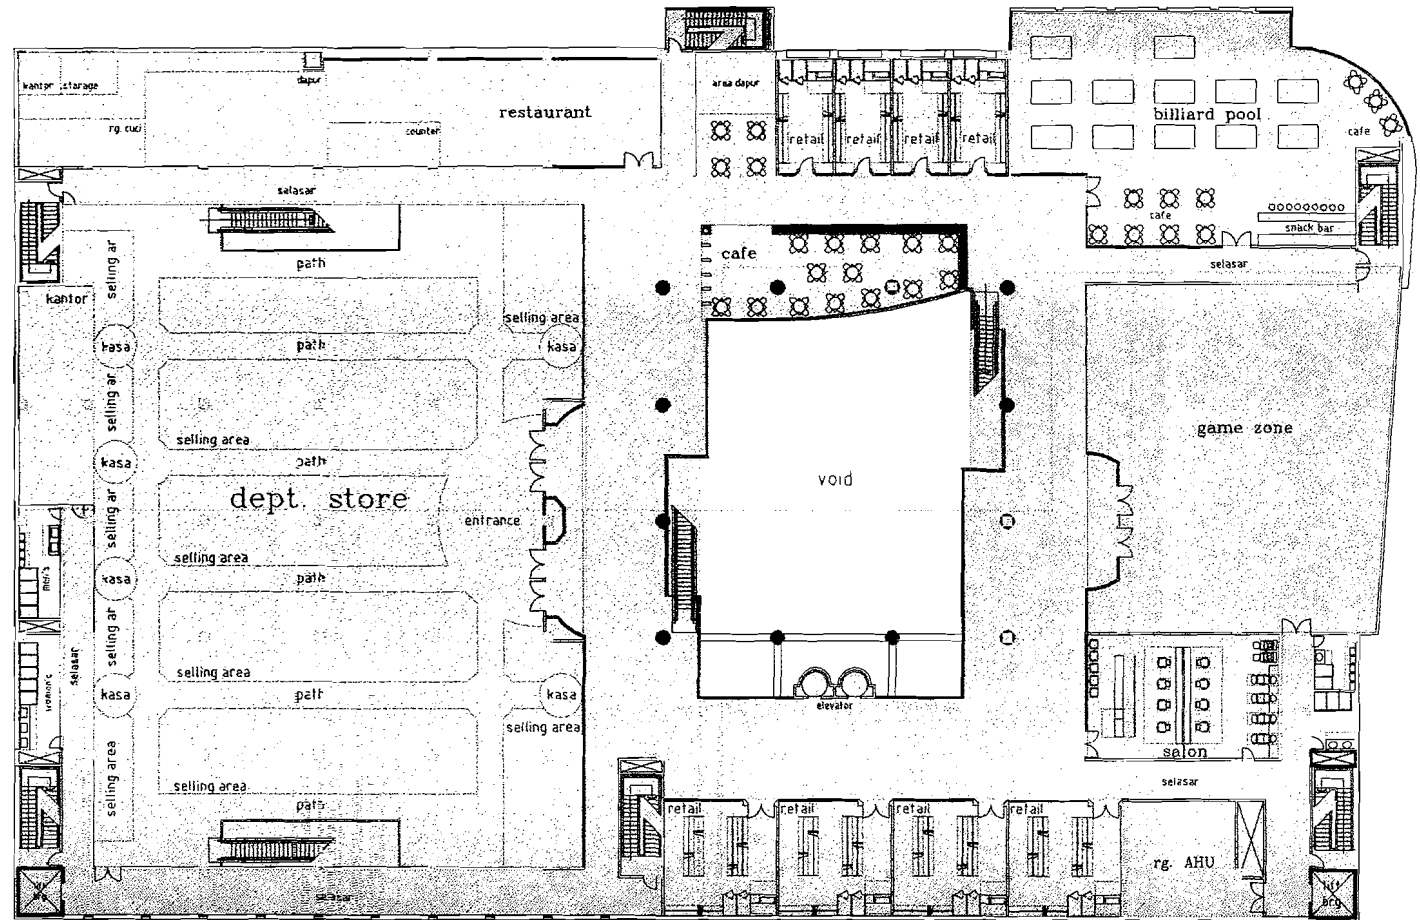 kantor
storage
dapur
rg. cuci
counter
restaurant
area dapur
retail
retail
retail
retail
billiard pool
cafe
cafe
snack bar
selasar
selasar
path
cafe
selling ar
kantor
selling area
kasa
path
kasa
selling ar
selling area
game zone
kasa
path
void
dept. store
entrance
selling ar
selling area
kasa
path
men's
selling ar
selasar
selling area
kasa
path
kasa
women's
selling area
elevator
salon
selling area
selling area
path
selasar
retail
retail
retail
retail
rg. AHU
selasar
lift
brg